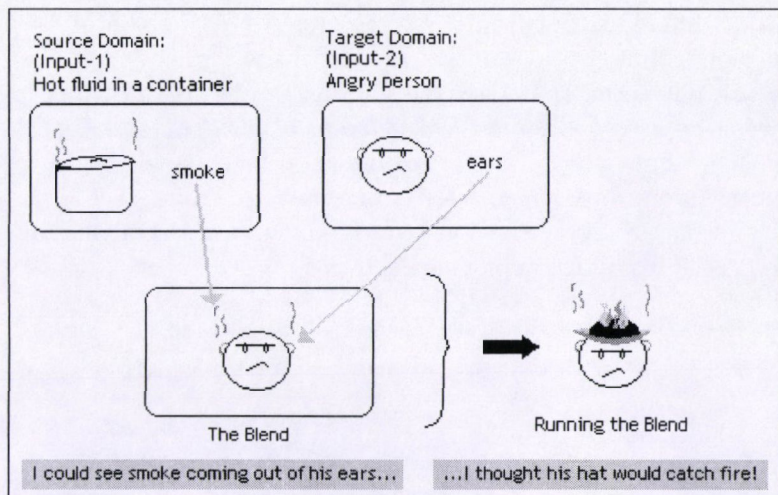 Source Domain:
(Input-1)
Hot fluid in a container
Target Domain:
(Input-2)
Angry person
smoke
ears
The Blend
Running the Blend
I could see smoke coming out of his ears...
...I thought his hat would catch fire!